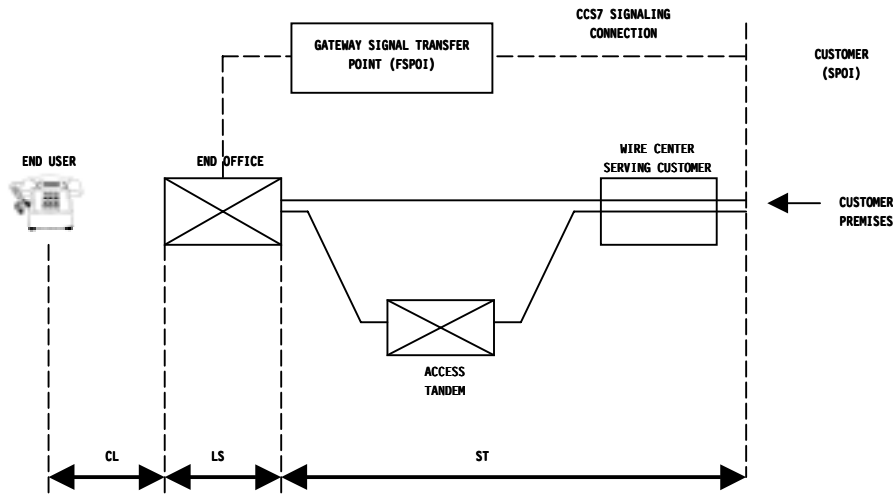 CCS7 SIGNALING
CONNECTION
GATEWAY SIGNAL TRANSFER
POINT (FSPOI)
CUSTOMER
(SPOI)
END USER
END OFFICE
WIRE CENTER
SERVING CUSTOMER
CUSTOMER
PREMISES
ACCESS
TANDEM
CL
LS
ST